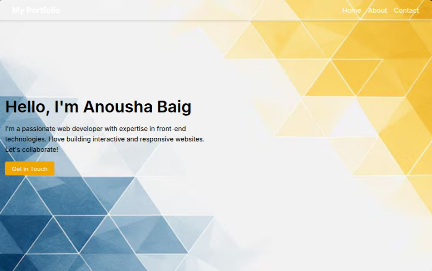 My Portfolio
Home About Contact
Hello, I'm Anousha Baig
I'm a passionate web developer with expertise in front-end
technologies. I love building interactive and responsive websites.
Let's collaborate!
Get in Touch